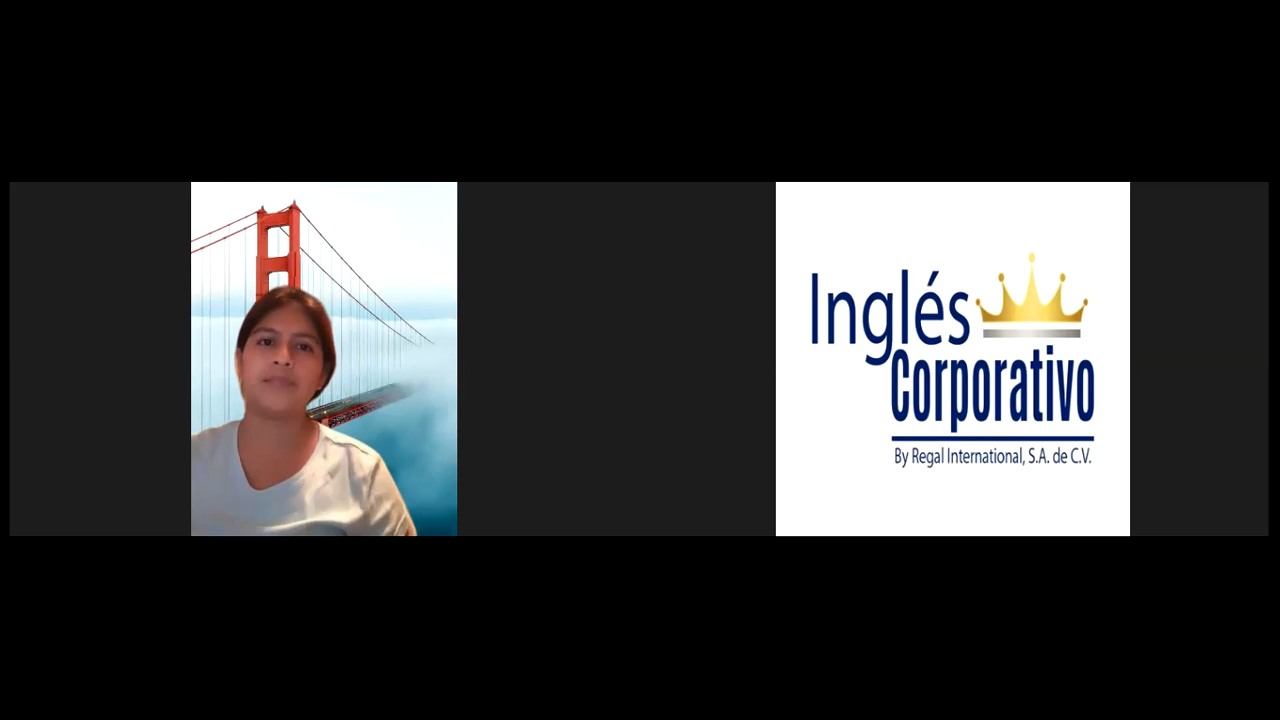 Inglés
Corporativo
By Regal International, S.A. de C.V.